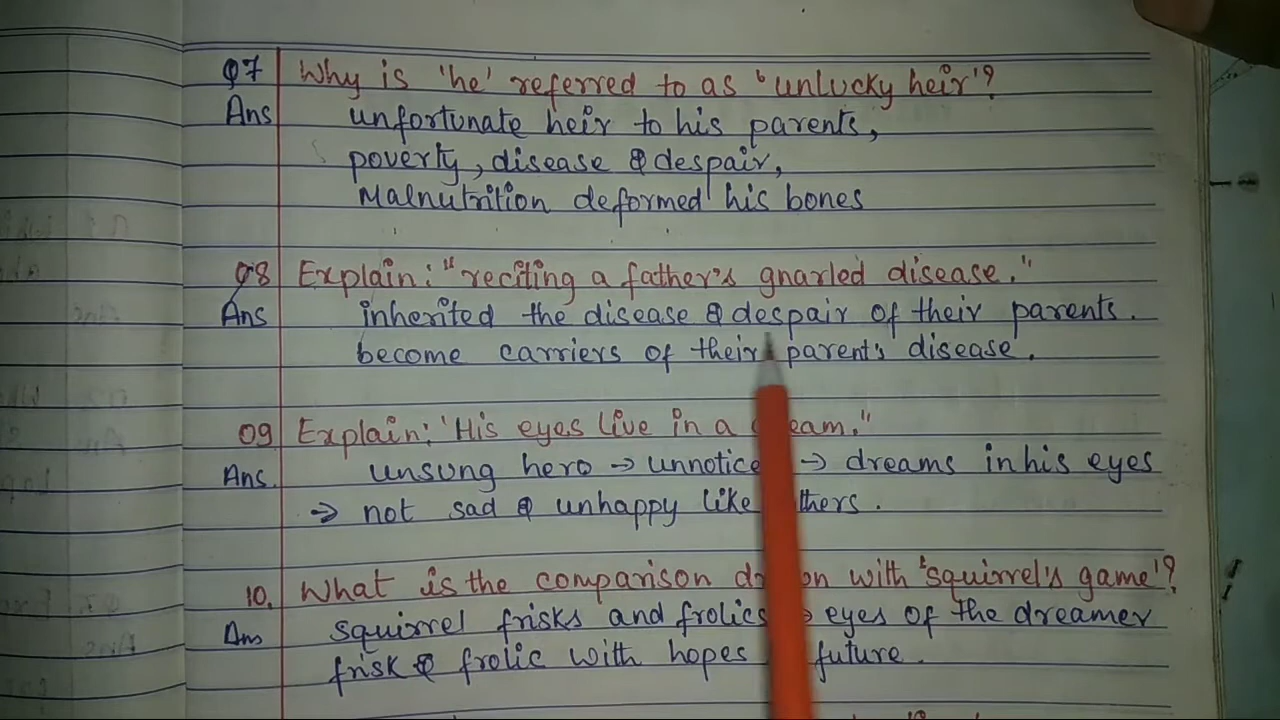 Q7 Why is 'he' referred to as 'unlucky heir'?
Ans unfortunate heir to his parents,
poverty, disease & despair,
Malnutrition deformed his bones
Q8 Explain: "reciting a father's gnarled disease."
Ans inherited the disease & despair of their parents.
become carriers of their parent's disease.
09 Explain: 'His eyes live in a eam."
Ans. unsung hero → unnotice → dreams in his eyes
→ not sad & unhappy like thers.
10. What is the comparison d on with 'squirrel's game'?
Ans squirrel frisks and frolics → eyes of the dreamer
frisk & frolic with hopes future.